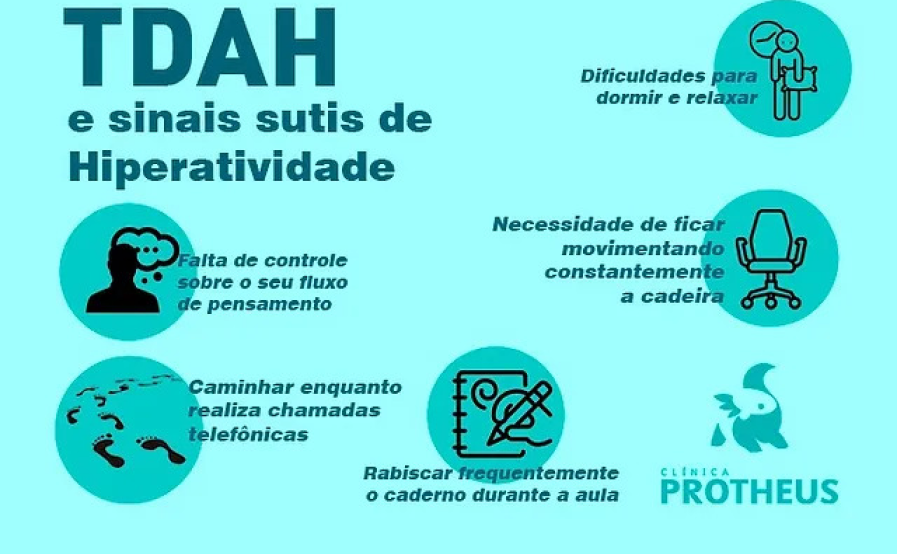 TDAH
e sinais sutis de
Hiperatividade
Dificuldades para
dormir e relaxar
Necessidade de ficar
movimentando
constantemente
a cadeira
Falta de controle
sobre o seu fluxo
de pensamento
Caminhar enquanto
realiza chamadas
telefônicas
Rabiscar frequentemente
o caderno durante a aula
CLÍNICA
PROTHEUS